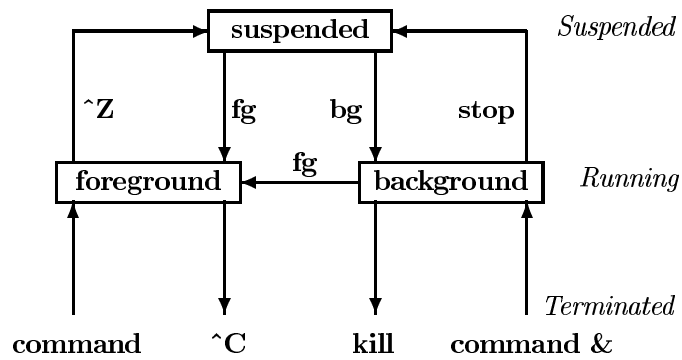 suspended Suspended
^Z fg bg stop
fg
foreground background Running
Terminated
command ^C kill command &